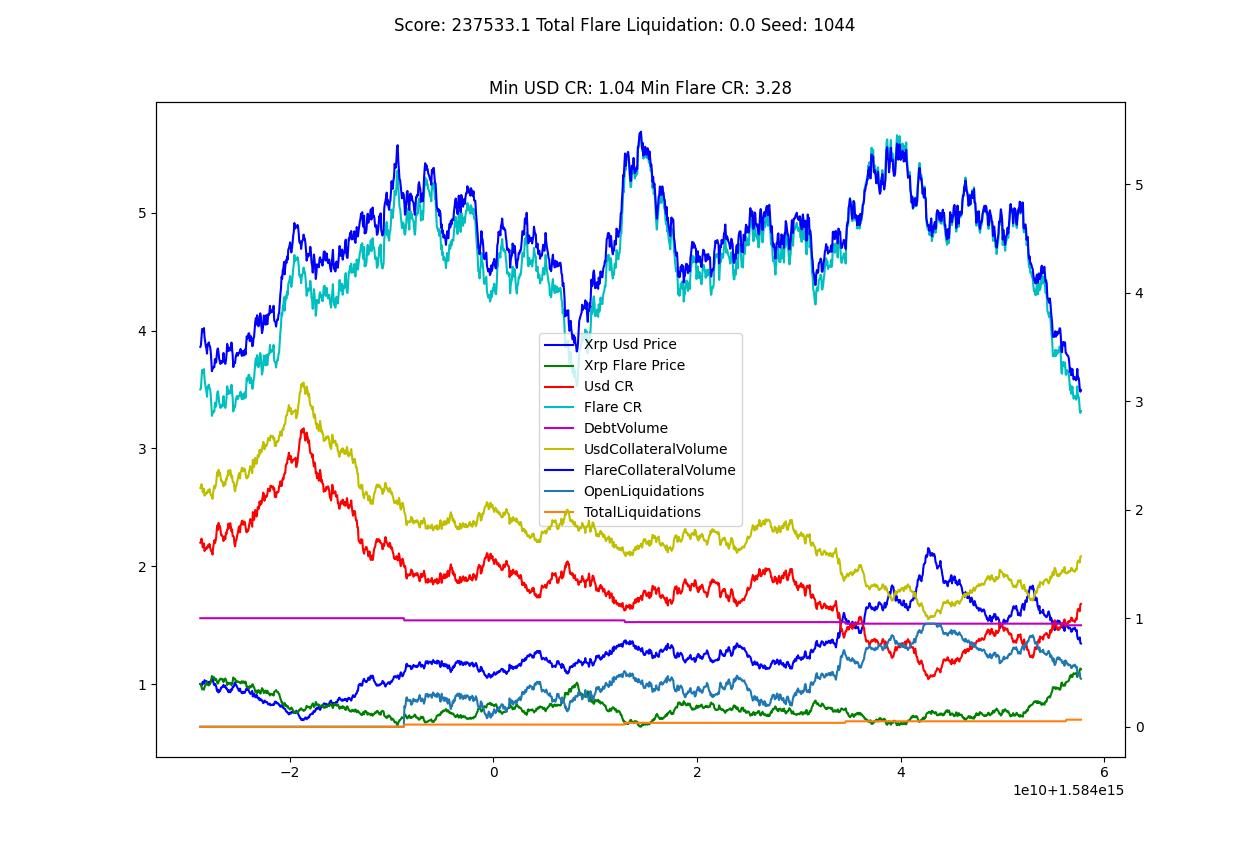 Score: 237533.1 Total Flare Liquidation: 0.0 Seed: 1044
Min USD CR: 1.04 Min Flare CR: 3.28
5
4
3
2
1
5
4
3
2
1
0
Xrp Usd Price
Xrp Flare Price
Usd CR
Flare CR
DebtVolume
UsdCollateralVolume
FlareCollateralVolume
OpenLiquidations
TotalLiquidations
−2 0 2 4 6
1e10+1.584e15